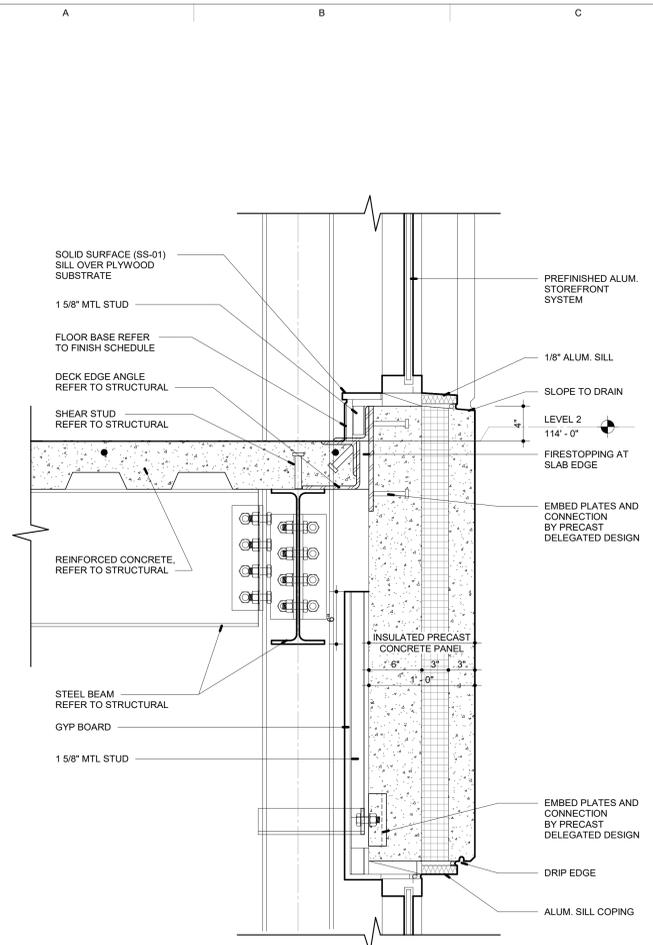 A
B
C
SOLID SURFACE (SS-01)
SILL OVER PLYWOOD
SUBSTRATE
1 5/8" MTL STUD
FLOOR BASE REFER
TO FINISH SCHEDULE
DECK EDGE ANGLE
REFER TO STRUCTURAL
SHEAR STUD
REFER TO STRUCTURAL
REINFORCED CONCRETE,
REFER TO STRUCTURAL
STEEL BEAM
REFER TO STRUCTURAL
GYP BOARD
1 5/8" MTL STUD
6"
INSULATED PRECAST
CONCRETE PANEL
6"
3"
3"
1' - 0"
PREFINISHED ALUM.
STOREFRONT
SYSTEM
1/8" ALUM. SILL
SLOPE TO DRAIN
4"
LEVEL 2
114' - 0"
FIRESTOPPING AT
SLAB EDGE
EMBED PLATES AND
CONNECTION
BY PRECAST
DELEGATED DESIGN
EMBED PLATES AND
CONNECTION
BY PRECAST
DELEGATED DESIGN
DRIP EDGE
ALUM. SILL COPING